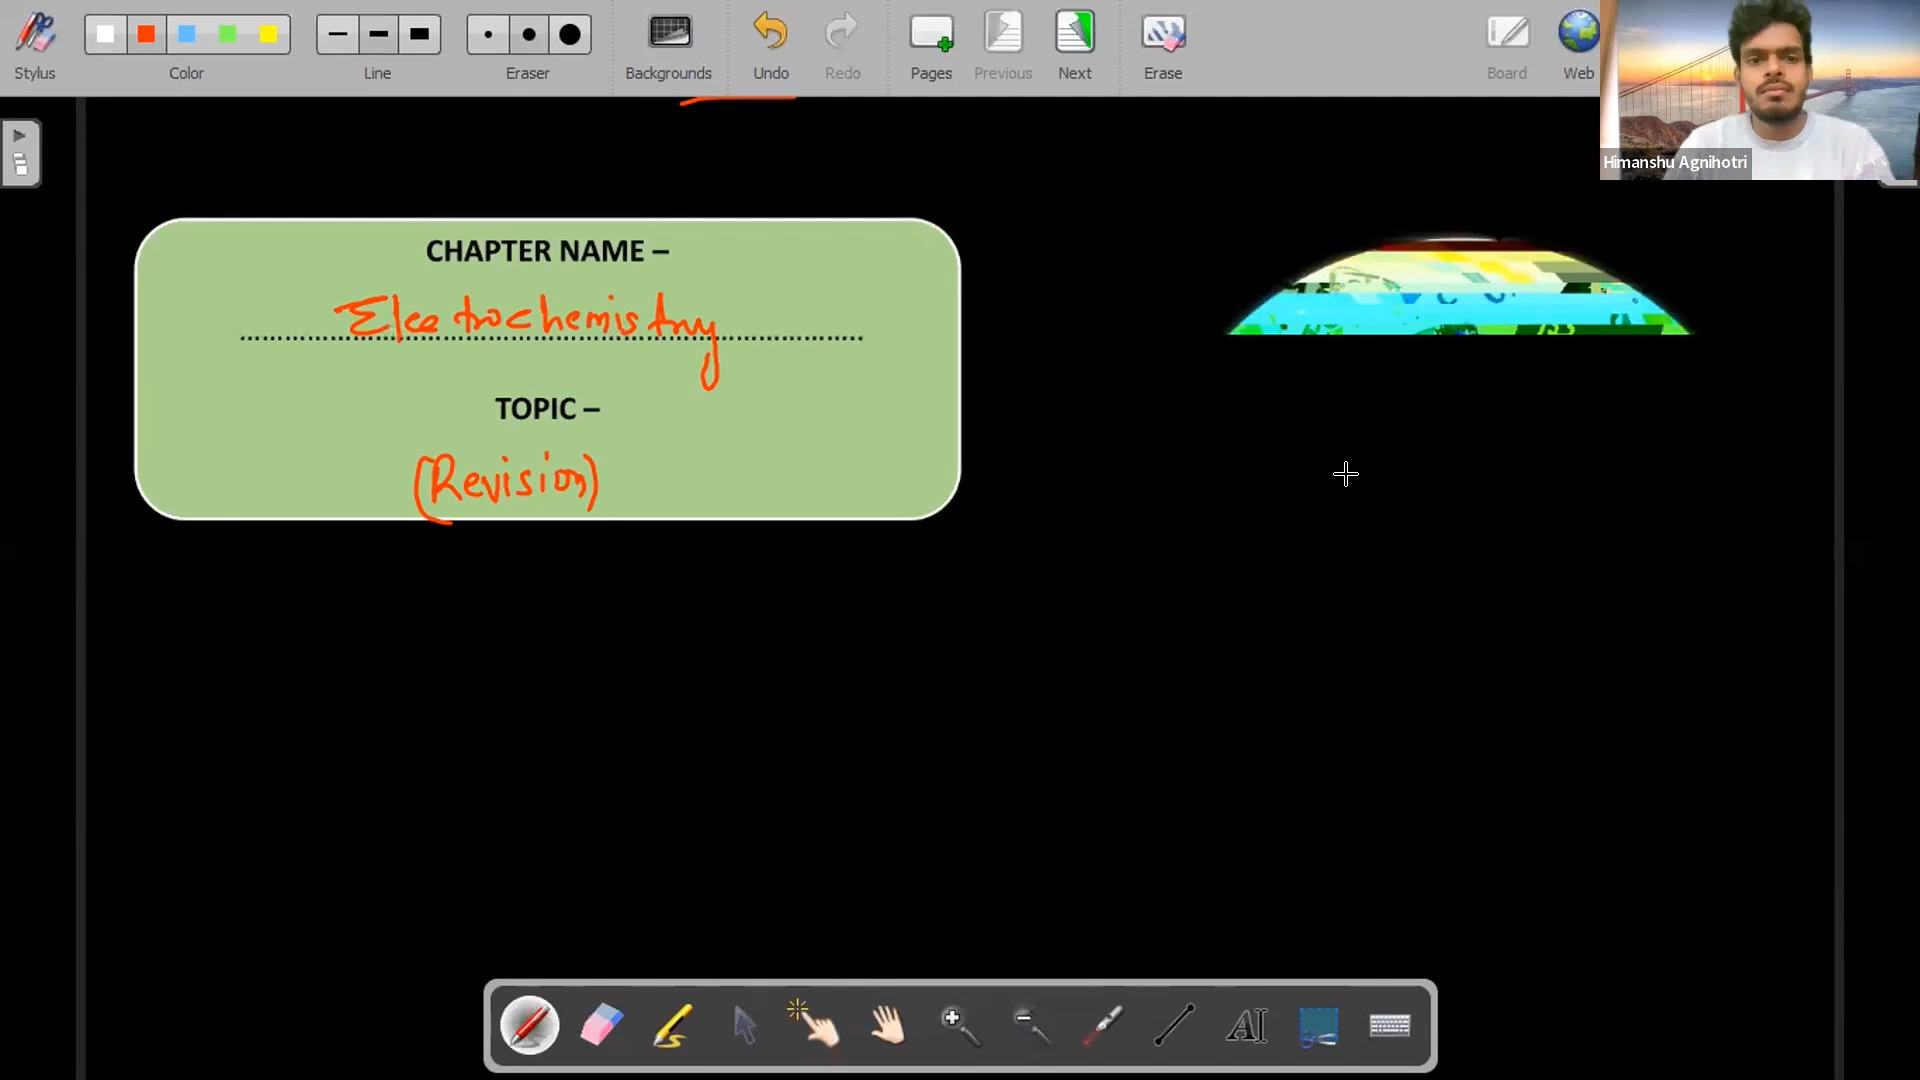 Stylus
Color
Line
Eraser
Backgrounds
Undo
Redo
Pages
Previous
Next
Erase
Board
Web
Himanshu Agnihotri
CHAPTER NAME –
Electrochemistry
TOPIC –
(Revision)
AI